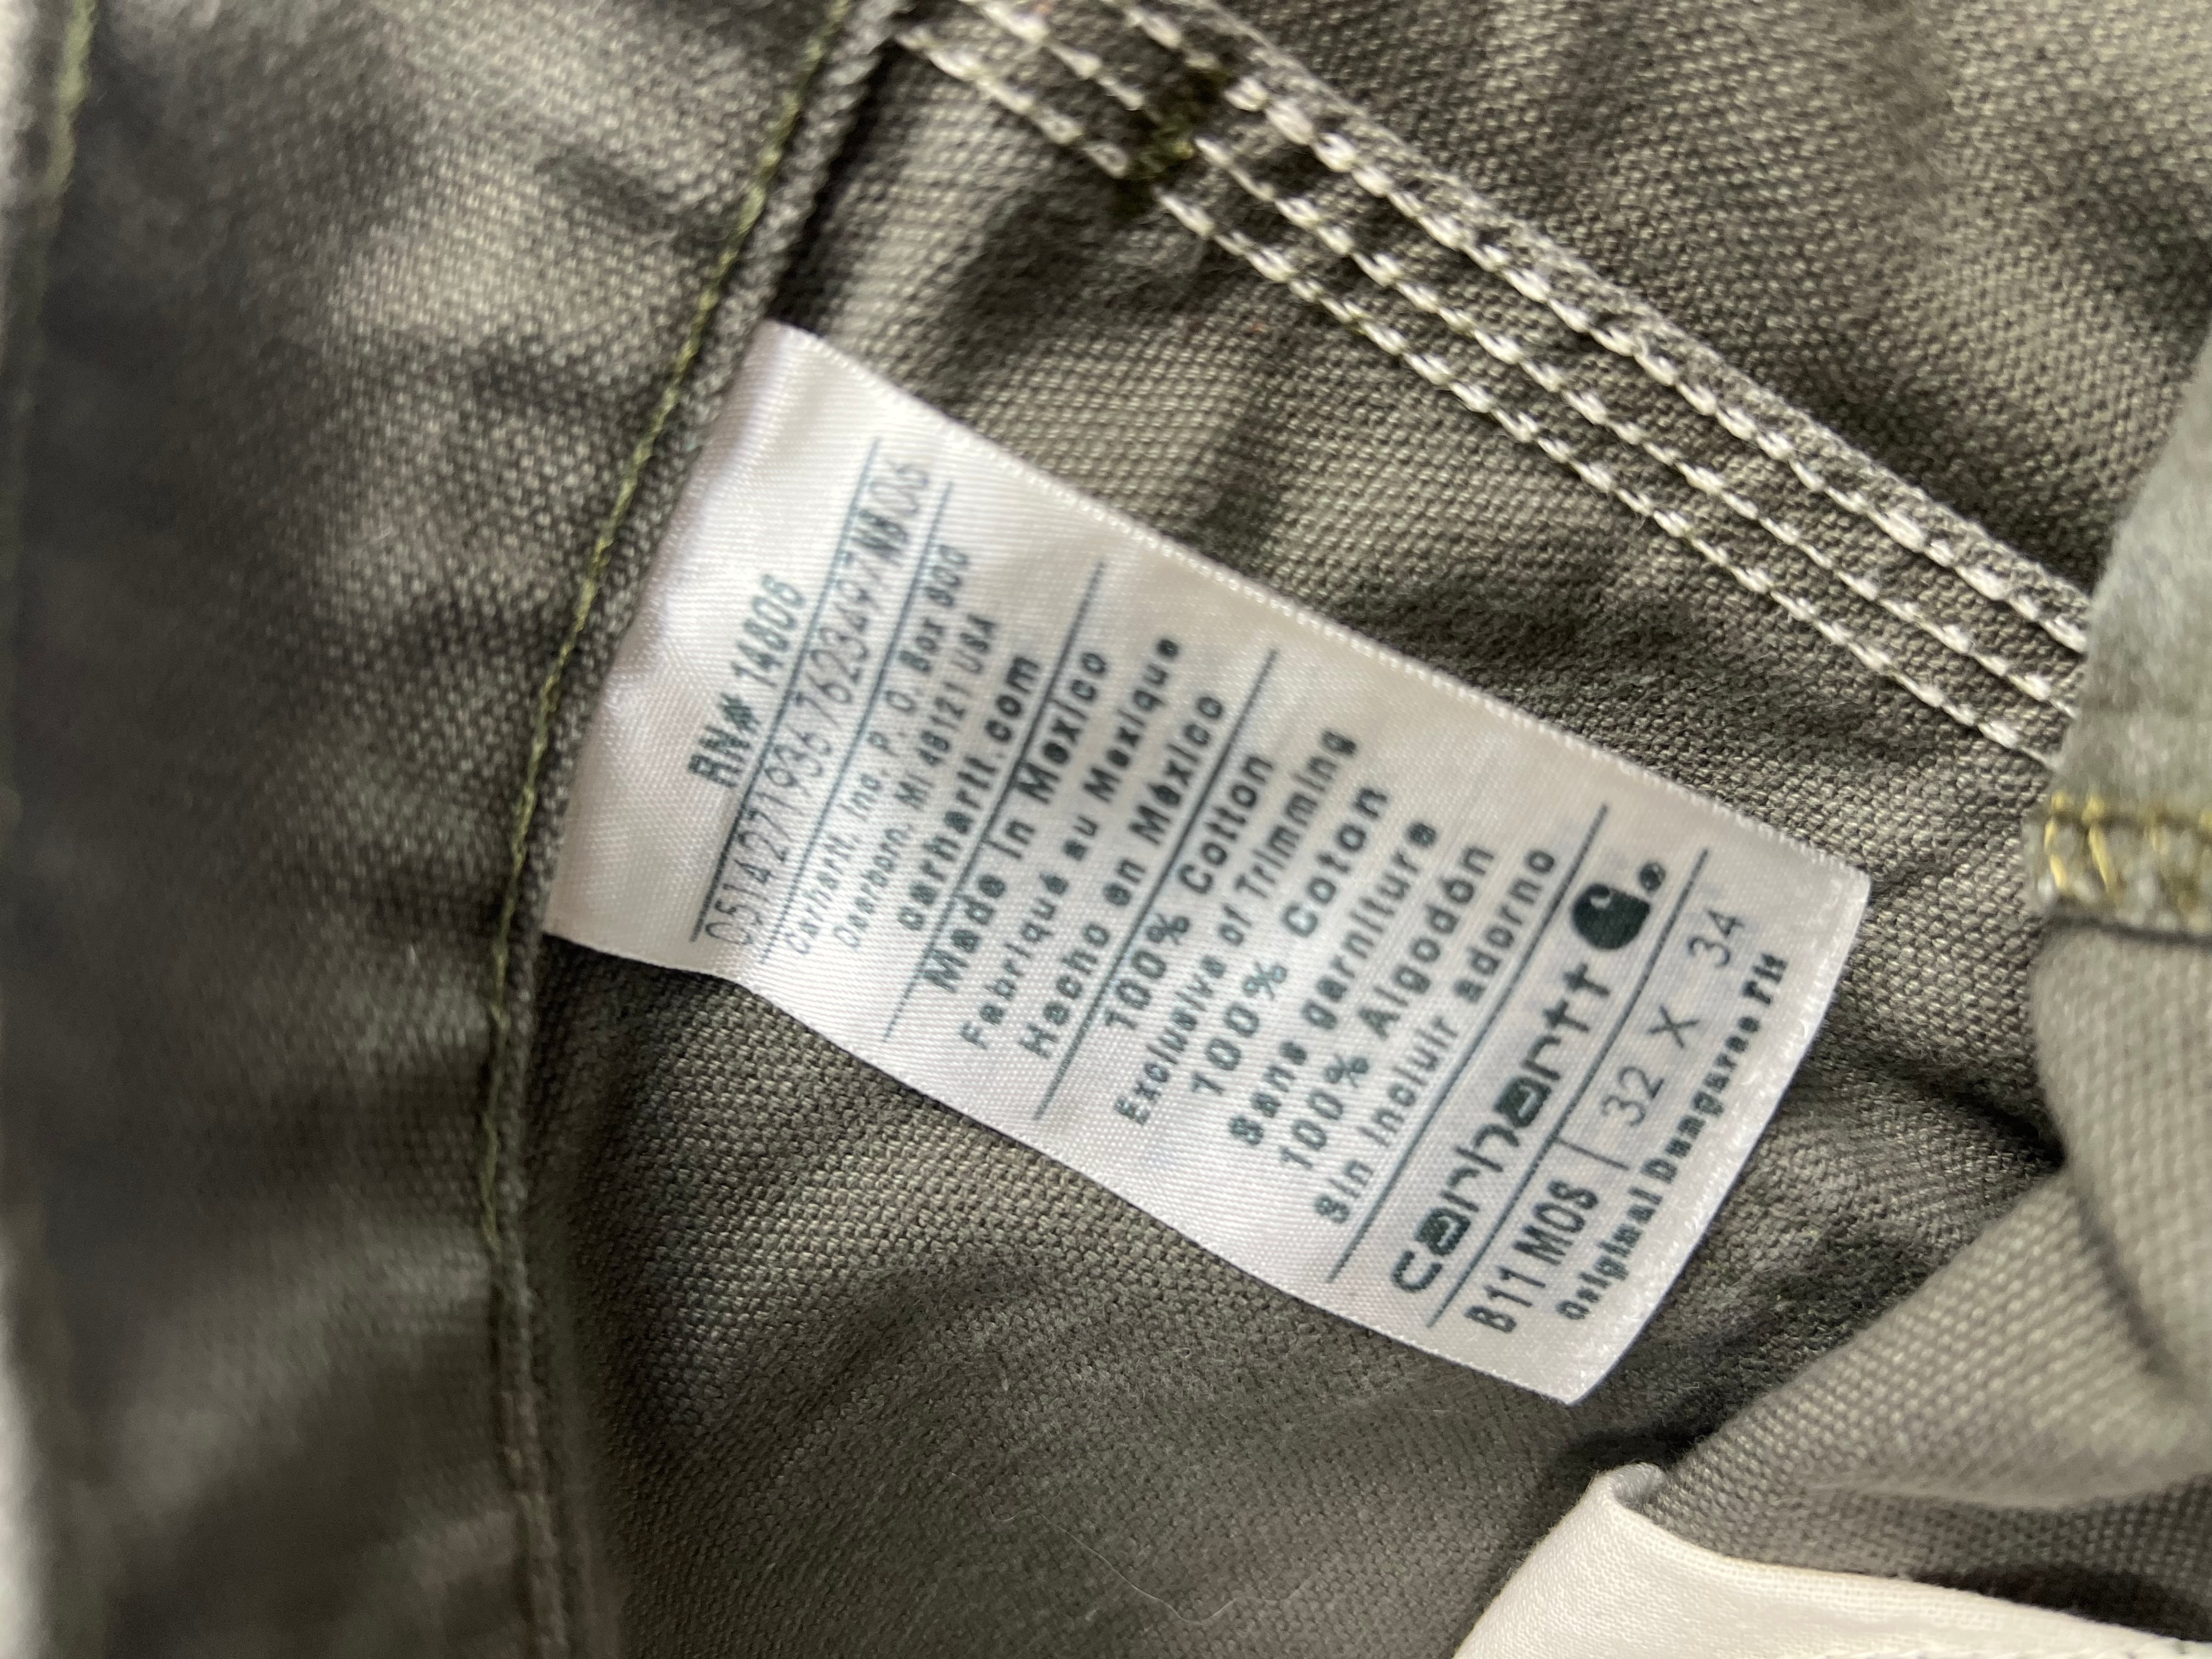 RN# 14806
0514271936 7623497NB06
Carhartt, Inc. P. O. Box 600
Dearborn, MI 48121 USA
carhartt.com
Made in Mexico
Fabriqué au Mexique
Hecho en México
100% Cotton
Exclusive of Trimming
100% Coton
Sans garniture
100% Algodón
Sin incluir adorno
carhartt
B11 MOS | 32 X 34
Original Dungaree Fit